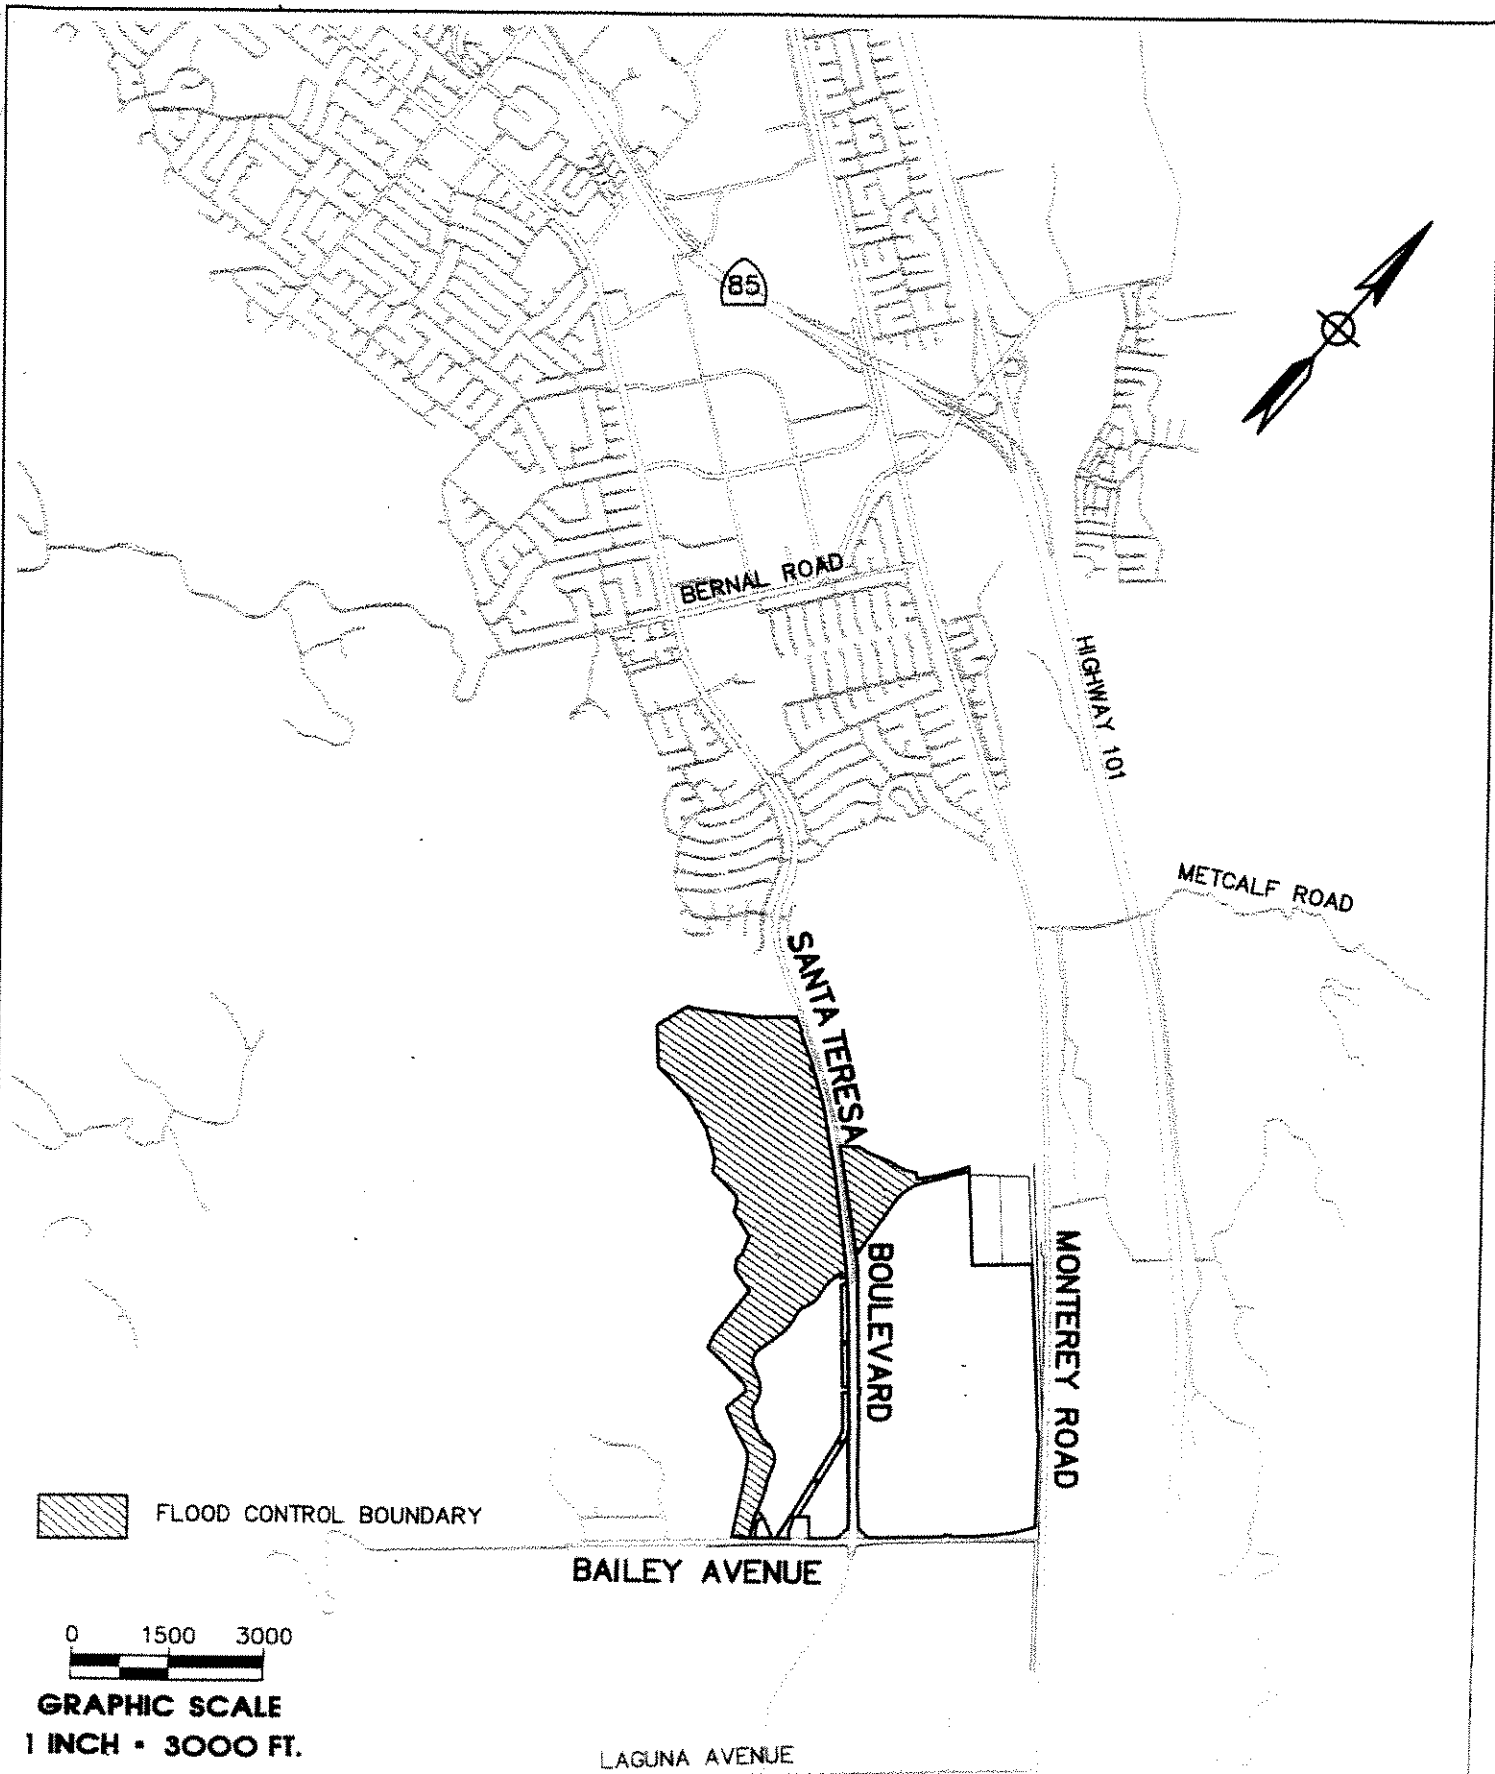 85
BERNAL ROAD
HIGHWAY 101
METCALF ROAD
SANTA TERESA
BOULEVARD
MONTEREY ROAD
FLOOD CONTROL BOUNDARY
BAILEY AVENUE
0 1500 3000
GRAPHIC SCALE
1 INCH = 3000 FT.
LAGUNA AVENUE